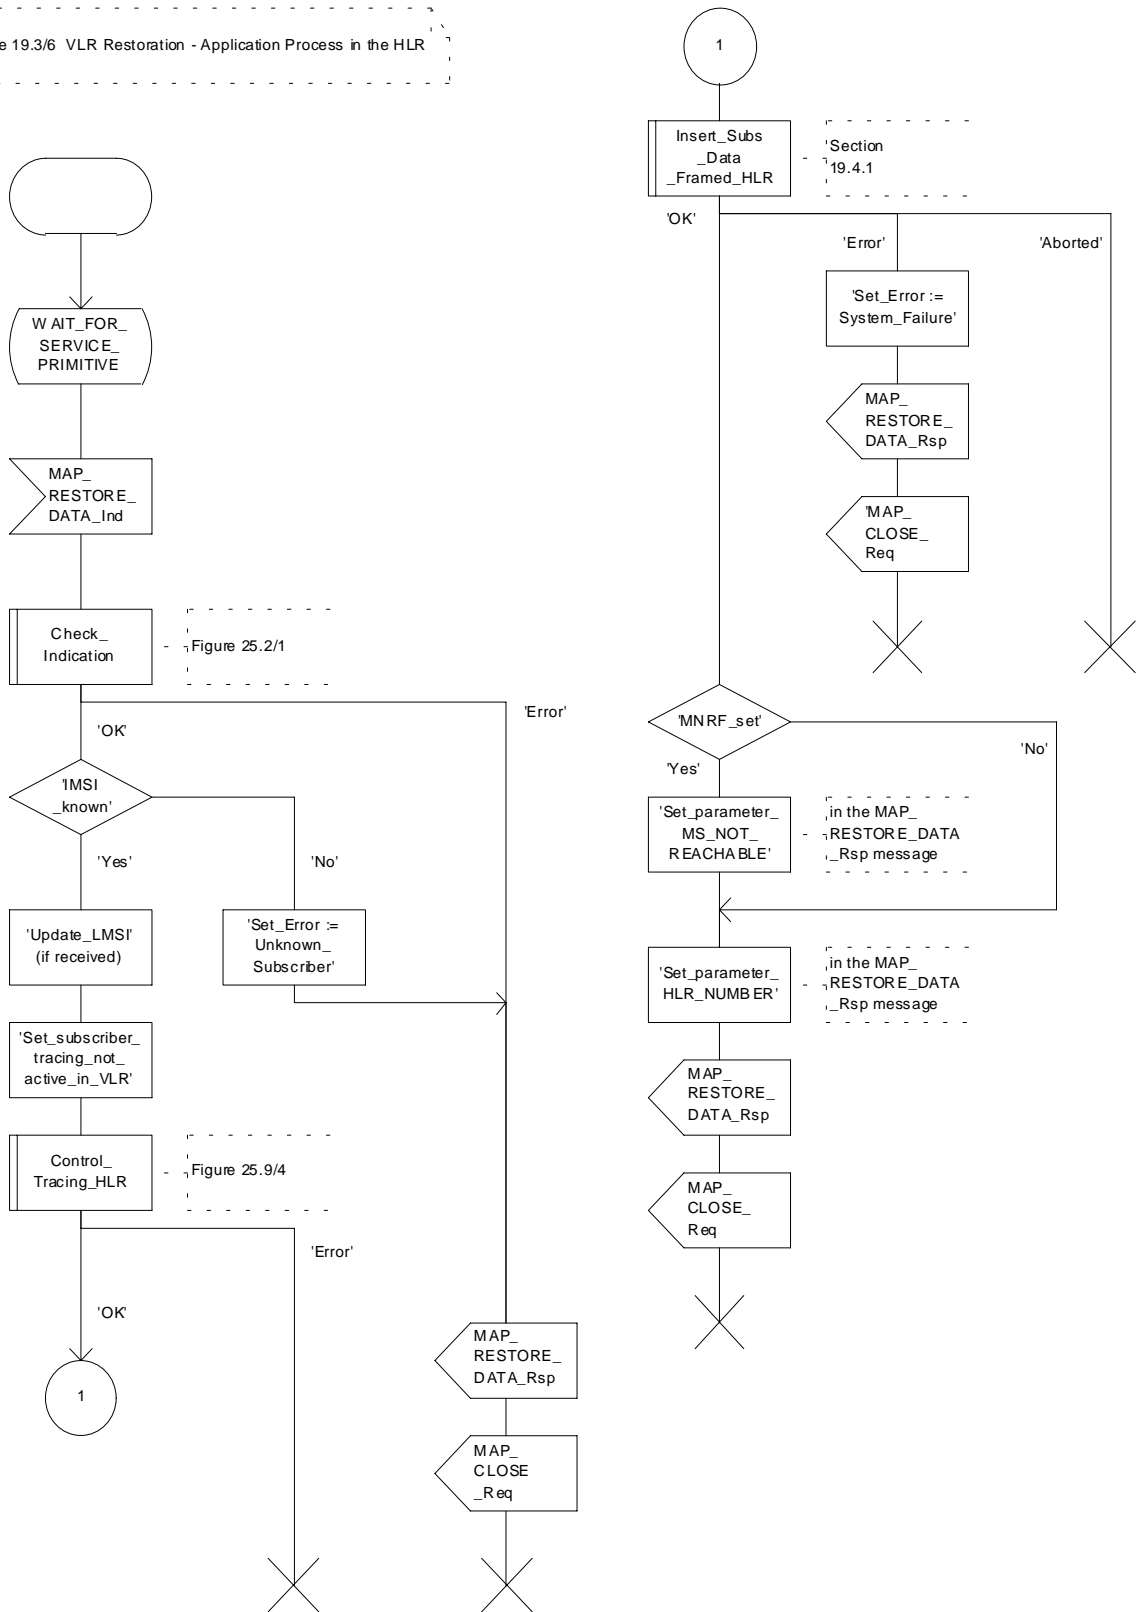 e 19.3/6 VLR Restoration - Application Process in the HLR
WAIT_FOR_
SERVICE_
PRIMITIVE
MAP_
RESTORE_
DATA_Ind
Check_
Indication
Figure 25.2/1
'Error'
'OK'
'IMSI
_known'
'Yes'
'No'
'Update_LMSI'
(if received)
'Set_Error :=
Unknown_
Subscriber'
'Set_subscriber_
tracing_not_
active_in_VLR'
Control_
Tracing_HLR
Figure 25.9/4
'Error'
'OK'
1
MAP_
RESTORE_
DATA_Rsp
MAP_
CLOSE
_Req
1
Insert_Subs
_Data
_Framed_HLR
Section
19.4.1
'OK'
'Error'
'Aborted'
'Set_Error :=
System_Failure'
MAP_
RESTORE_
DATA_Rsp
'MAP_
CLOSE_
Req
'MNRF_set'
'No'
'Yes'
'Set_parameter_
MS_NOT_
REACHABLE'
in the MAP_
RESTORE_DATA
_Rsp message
'Set_parameter_
HLR_NUMBER'
in the MAP_
RESTORE_DATA
_Rsp message
MAP_
RESTORE_
DATA_Rsp
MAP_
CLOSE_
Req